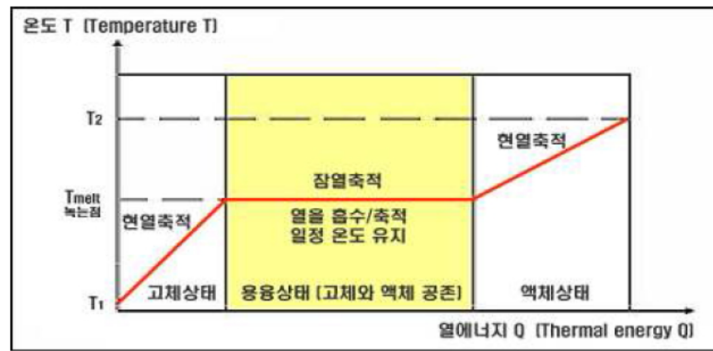 온도 T (Temperature T)
T2
현열축적
잠열축적
Tmelt
녹는점
현열축적
열을 흡수/축적
일정 온도 유지
T1
고체상태
용융상태 (고체와 액체 공존)
액체상태
열에너지 Q (Thermal energy Q)